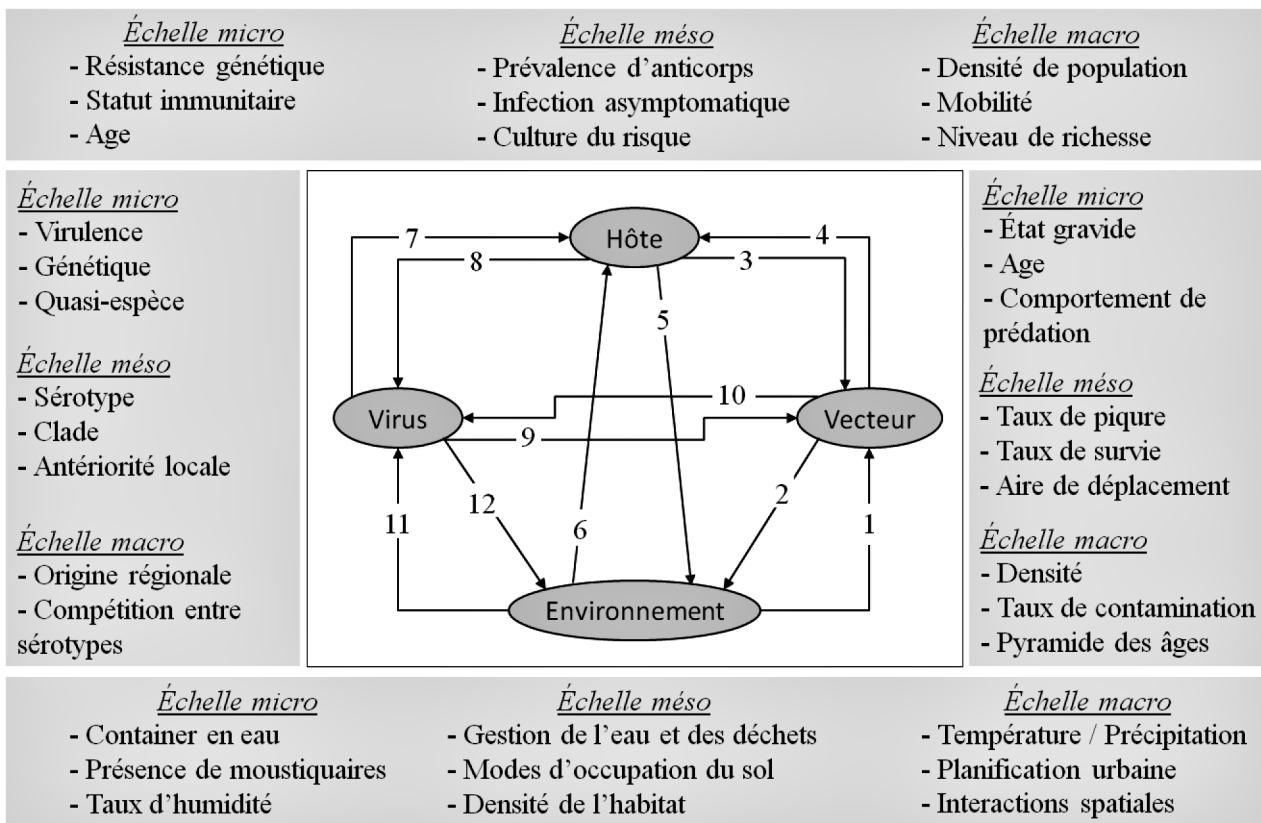 Échelle micro
- Résistance génétique
- Statut immunitaire
- Age
Échelle méso
- Prévalence d'anticorps
- Infection asymptomatique
- Culture du risque
Échelle macro
- Densité de population
- Mobilité
- Niveau de richesse
Échelle micro
- Virulence
- Génétique
- Quasi-espèce
Échelle méso
- Sérotype
- Clade
- Antériorité locale
Échelle macro
- Origine régionale
- Compétition entre
sérotypes
Hôte
7
4
8
3
5
10
Virus
Vecteur
9
12
2
11
6
1
Environnement
Échelle micro
- État gravide
- Age
- Comportement de
prédation
Échelle méso
- Taux de piqure
- Taux de survie
- Aire de déplacement
Échelle macro
- Densité
- Taux de contamination
- Pyramide des âges
Échelle micro
- Container en eau
- Présence de moustiquaires
- Taux d'humidité
Échelle méso
- Gestion de l'eau et des déchets
- Modes d'occupation du sol
- Densité de l'habitat
Échelle macro
- Température / Précipitation
- Planification urbaine
- Interactions spatiales